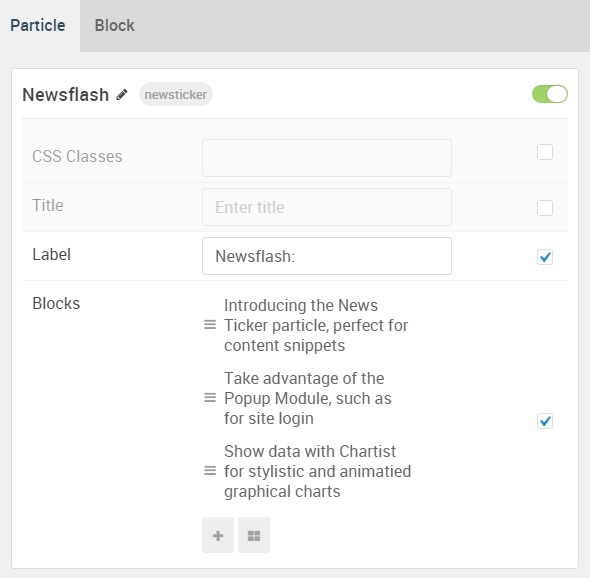 Particle Block
Newsflash newsticker
CSS Classes
Title Enter title
Label Newsflash:
Blocks Introducing the News
Ticker particle, perfect for
content snippets
Take advantage of the
Popup Module, such as
for site login
Show data with Chartist
for stylistic and animatied
graphical charts